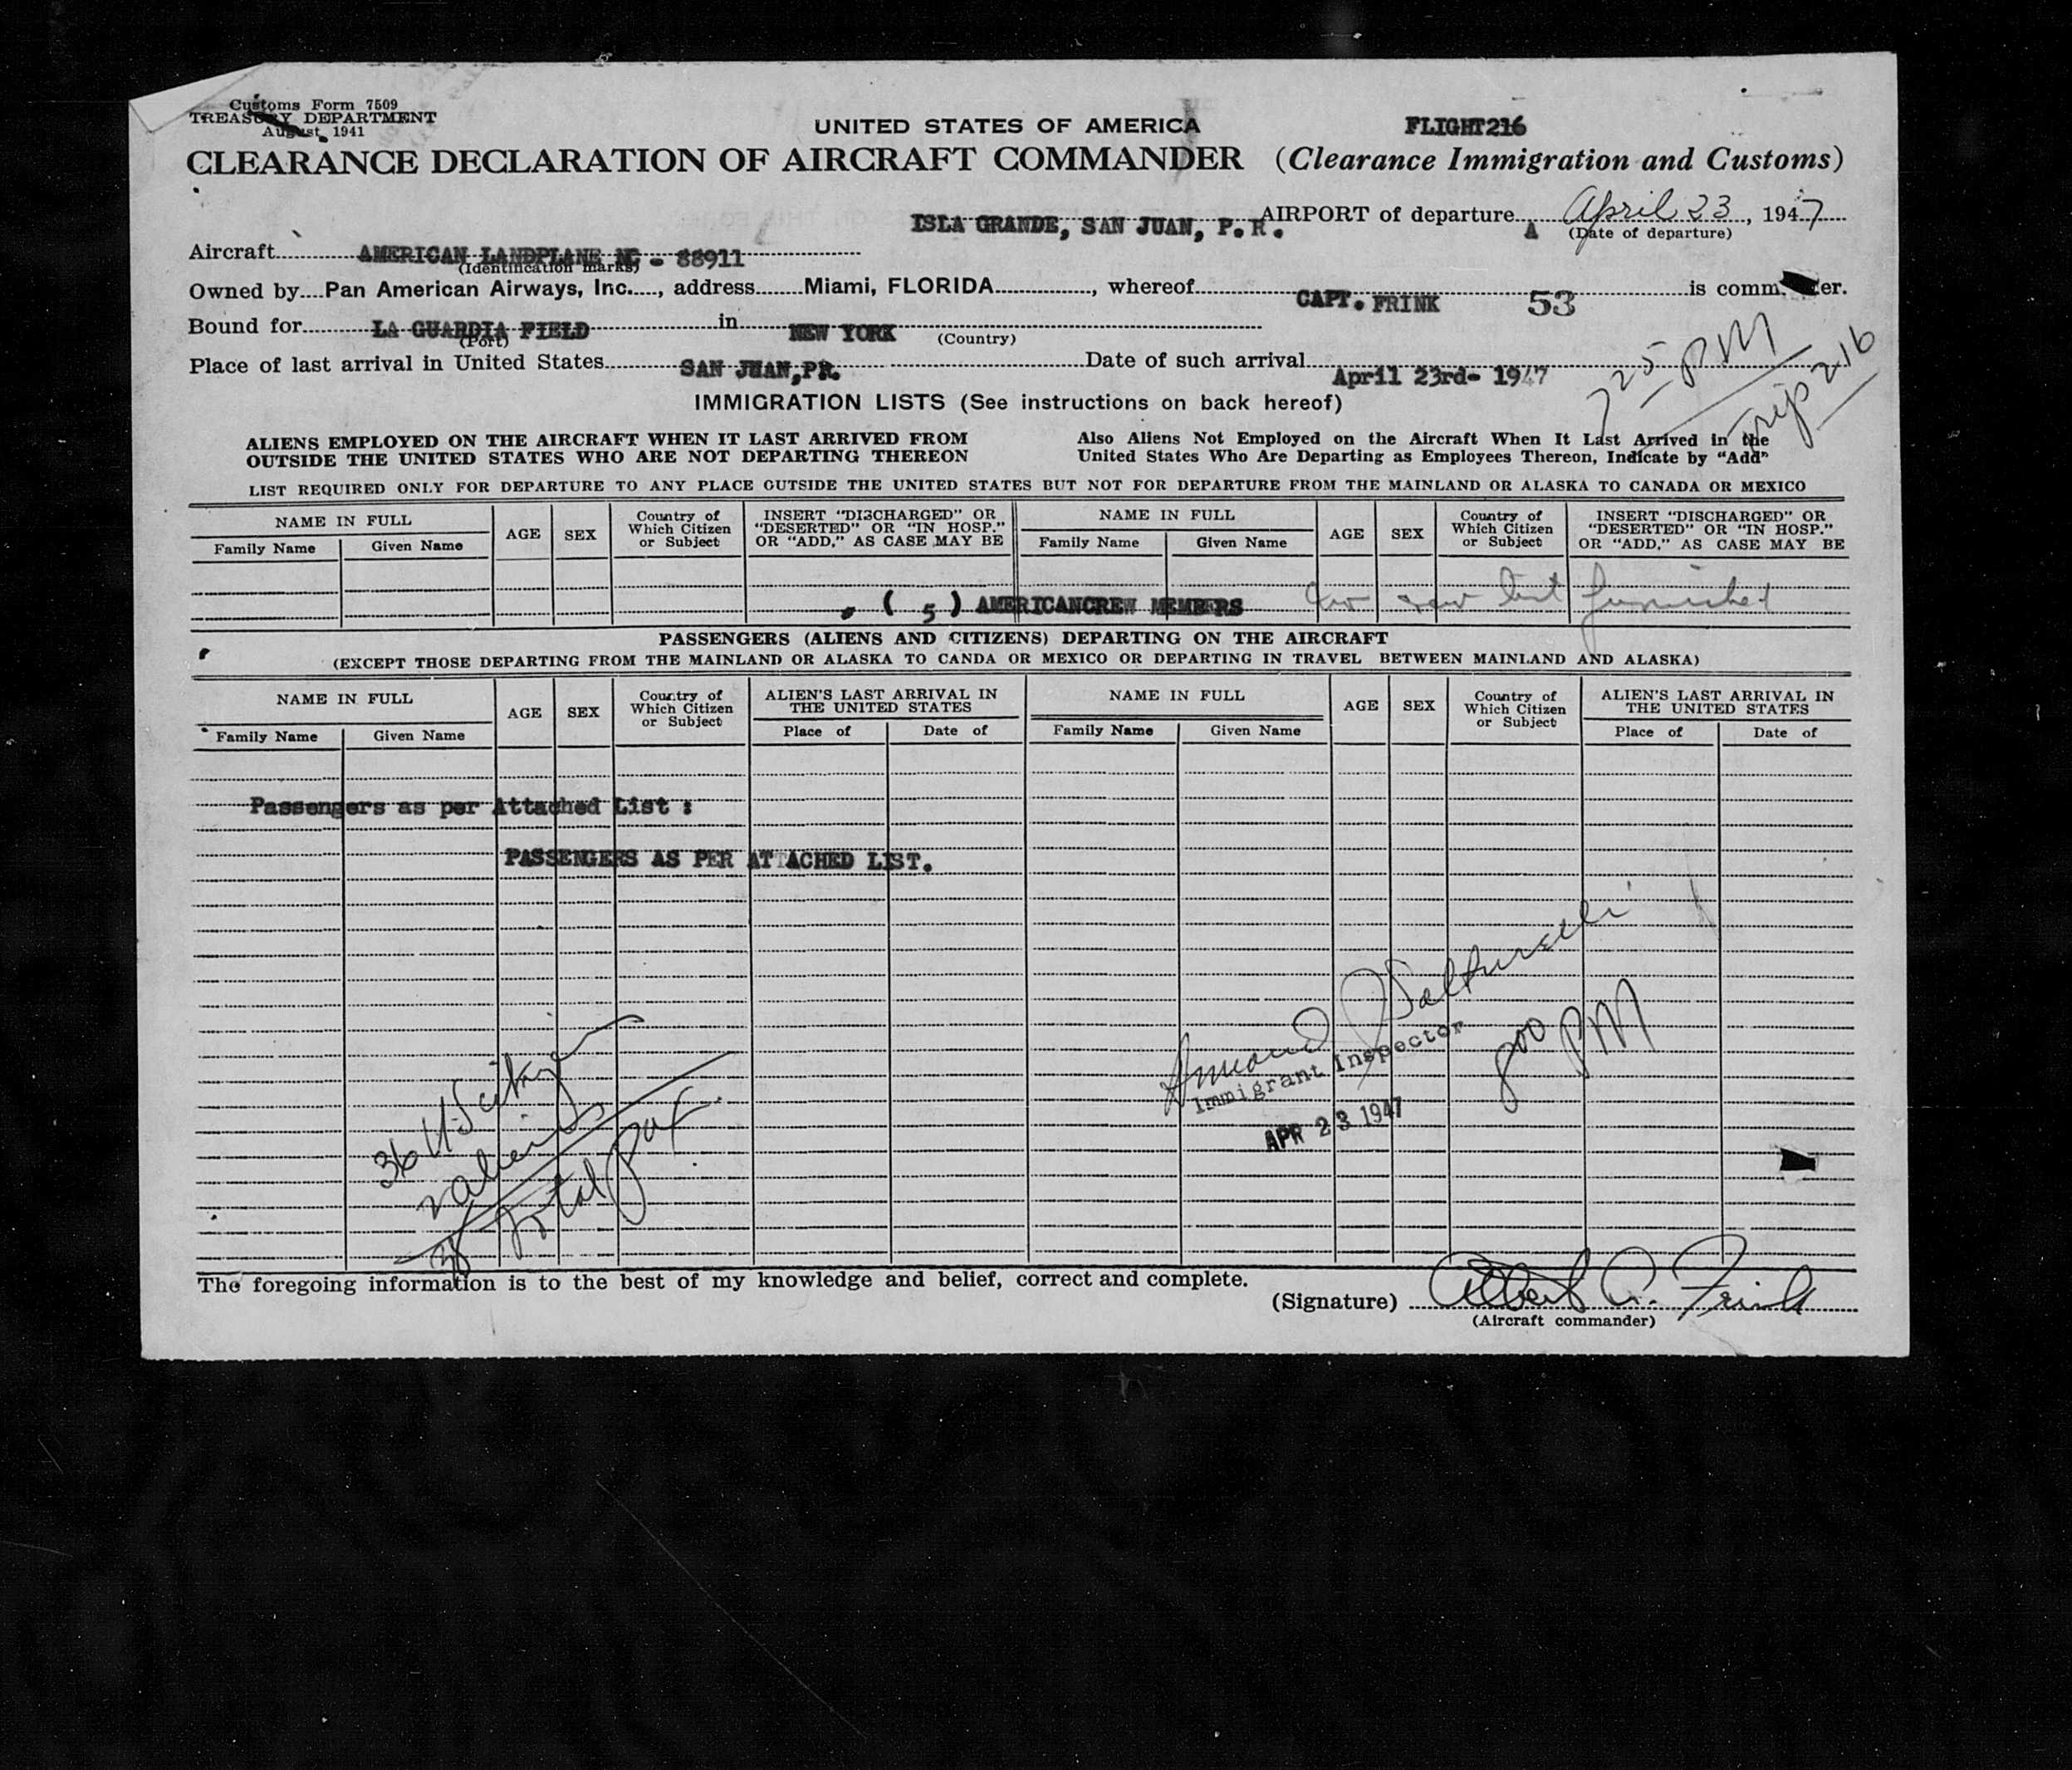 Customs Form 7509
TREASURY DEPARTMENT
August, 1941
UNITED STATES OF AMERICA
FLIGHT216
CLEARANCE DECLARATION OF AIRCRAFT COMMANDER (Clearance Immigration and Customs)
ISLA GRANDE, SAN JUAN, P.R. AIRPORT of departure A April 23, 1947
(Date of departure)
Aircraft AMERICAN LANDPLANE NC - 88911
(Identification marks)
Owned by Pan American Airways, Inc., address Miami, FLORIDA, whereof CAPT. FRINK 53 is comm er.
Bound for LA GUARDIA FIELD in NEW YORK
(Port) (Country)
725 PM
Trip 216
Place of last arrival in United States SAN JUAN,PR. Date of such arrival April 23rd- 1947
IMMIGRATION LISTS (See instructions on back hereof)
ALIENS EMPLOYED ON THE AIRCRAFT WHEN IT LAST ARRIVED FROM
OUTSIDE THE UNITED STATES WHO ARE NOT DEPARTING THEREON
Also Aliens Not Employed on the Aircraft When It Last Arrived in the
United States Who Are Departing as Employees Thereon, Indicate by “Add”
LIST REQUIRED ONLY FOR DEPARTURE TO ANY PLACE OUTSIDE THE UNITED STATES BUT NOT FOR DEPARTURE FROM THE MAINLAND OR ALASKA TO CANADA OR MEXICO
NAME IN FULL
Family Name Given Name
AGE SEX
Country of
Which Citizen
or Subject
INSERT “DISCHARGED” OR
“DESERTED” OR “IN HOSP.”
OR “ADD,” AS CASE MAY BE
NAME IN FULL
Family Name Given Name
AGE SEX
Country of
Which Citizen
or Subject
INSERT “DISCHARGED” OR
“DESERTED” OR “IN HOSP.”
OR “ADD,” AS CASE MAY BE
( 5 ) AMERICANCREW MEMBERS list furnished
PASSENGERS (ALIENS AND CITIZENS) DEPARTING ON THE AIRCRAFT
(EXCEPT THOSE DEPARTING FROM THE MAINLAND OR ALASKA TO CANDA OR MEXICO OR DEPARTING IN TRAVEL BETWEEN MAINLAND AND ALASKA)
NAME IN FULL
Family Name Given Name
AGE SEX
Country of
Which Citizen
or Subject
ALIEN'S LAST ARRIVAL IN
THE UNITED STATES
Place of Date of
NAME IN FULL
Family Name Given Name
AGE SEX
Country of
Which Citizen
or Subject
ALIEN'S LAST ARRIVAL IN
THE UNITED STATES
Place of Date of
Passengers as per Attached List :
PASSENGERS AS PER ATTACHED LIST.
Immigrant Inspector
800 PM
APR 23 1947
36 U.S citizen
2 aliens
38 Total pax
The foregoing information is to the best of my knowledge and belief, correct and complete.
(Signature) Albert A. Frink
(Aircraft commander)